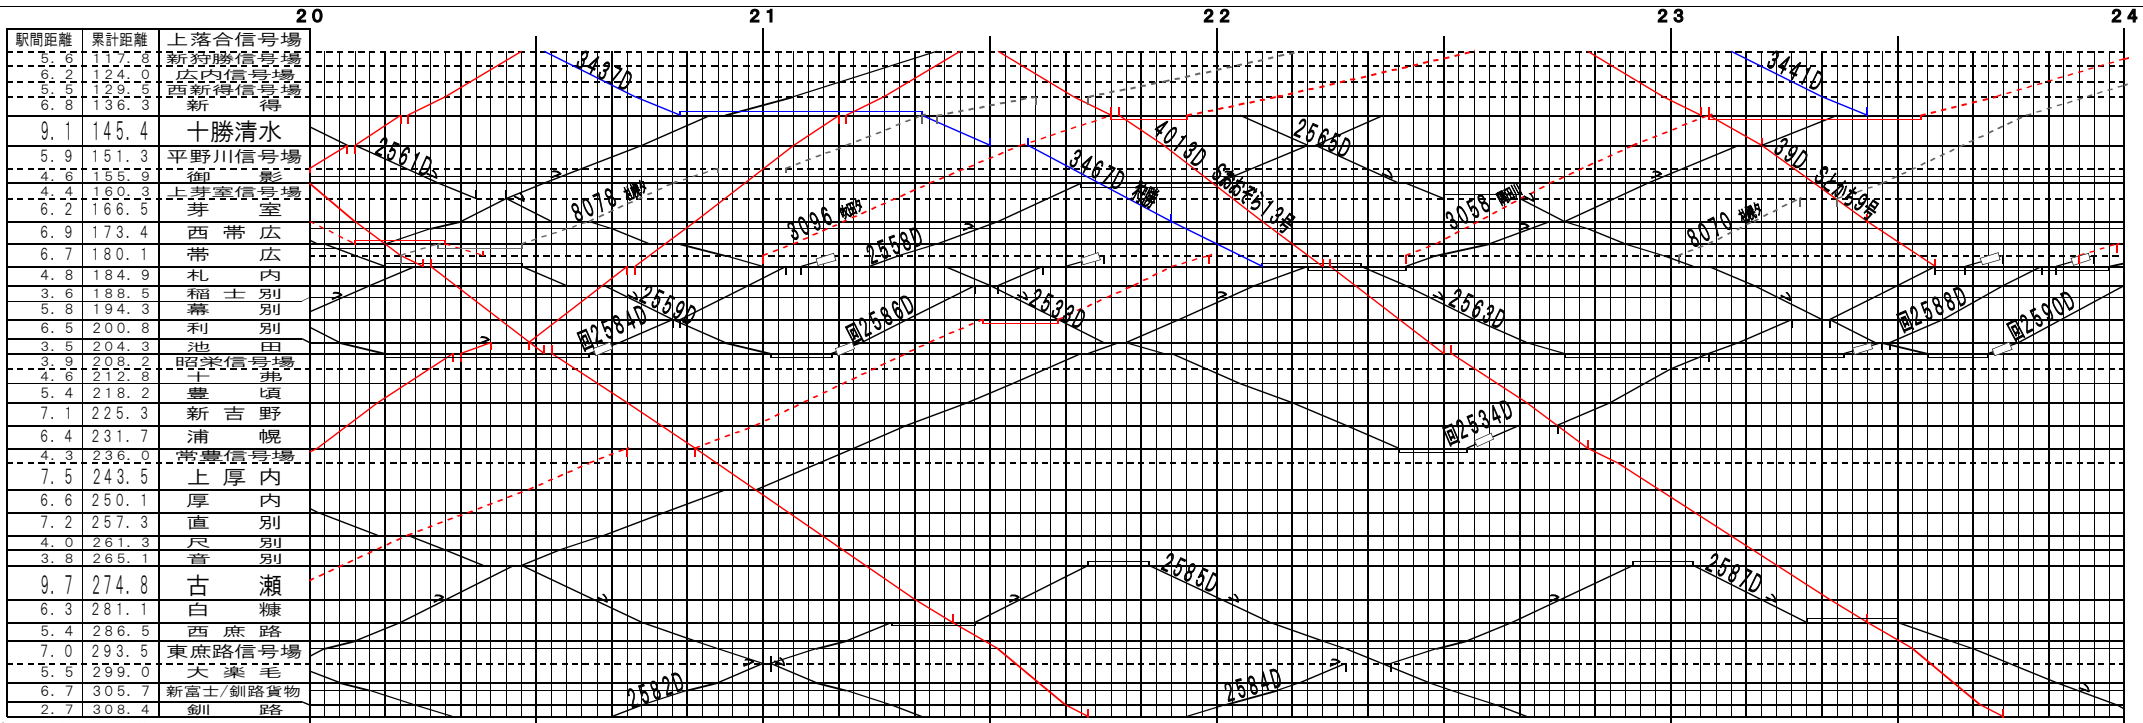 20 21 22 23 24
駅間距離 累計距離 上落合信号場
5.6 117.8 新狩勝信号場
6.2 124.0 広内信号場
5.5 129.5 西新得信号場
6.8 136.3 新得
9.1 145.4 十勝清水
5.9 151.3 平野川信号場
4.6 155.9 御影
4.4 160.3 上芽室信号場
6.2 166.5 芽室
6.9 173.4 西帯広
6.7 180.1 帯広
4.8 184.9 札内
3.6 188.5 稲士別
5.8 194.3 幕別
6.5 200.8 利別
3.5 204.3 池田
3.9 208.2 昭栄信号場
4.6 212.8 十弗
5.4 218.2 豊頃
7.1 225.3 新吉野
6.4 231.7 浦幌
4.3 236.0 常豊信号場
7.5 243.5 上厚内
6.6 250.1 厚内
7.2 257.3 直別
4.0 261.3 尺別
3.8 265.1 音別
9.7 274.8 古瀬
6.3 281.1 白糠
5.4 286.5 西庶路
7.0 293.5 東庶路信号場
5.5 299.0 大楽毛
6.7 305.7 新富士/釧路貨物
2.7 308.4 釧路
3437D
3441D
2561D
8078 札幌タ
3096
2558D
3467D
4013D
2565D
3058
39D Sとかち9号
8070 札幌タ
2559D
回2584D
回2586D
2538D
2563D
回2588D
回2590D
回2534D
2585D
2587D
2582D
2584D